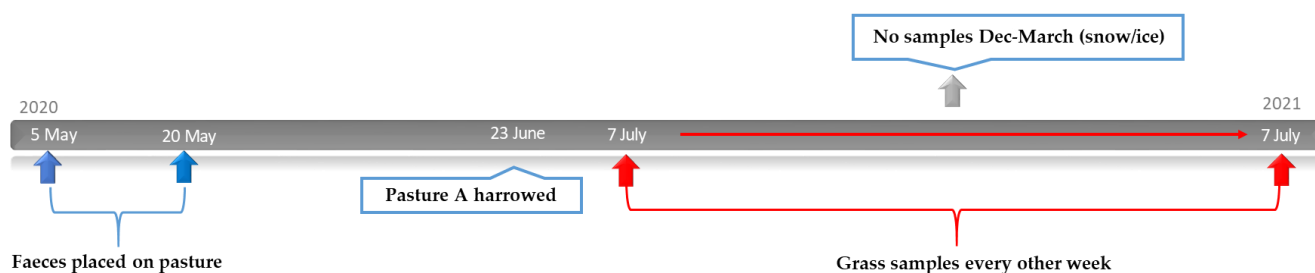 No samples Dec-March (snow/ice)
2020
2021
5 May
20 May
23 June
7 July
7 July
Pasture A harrowed
Faeces placed on pasture
Grass samples every other week